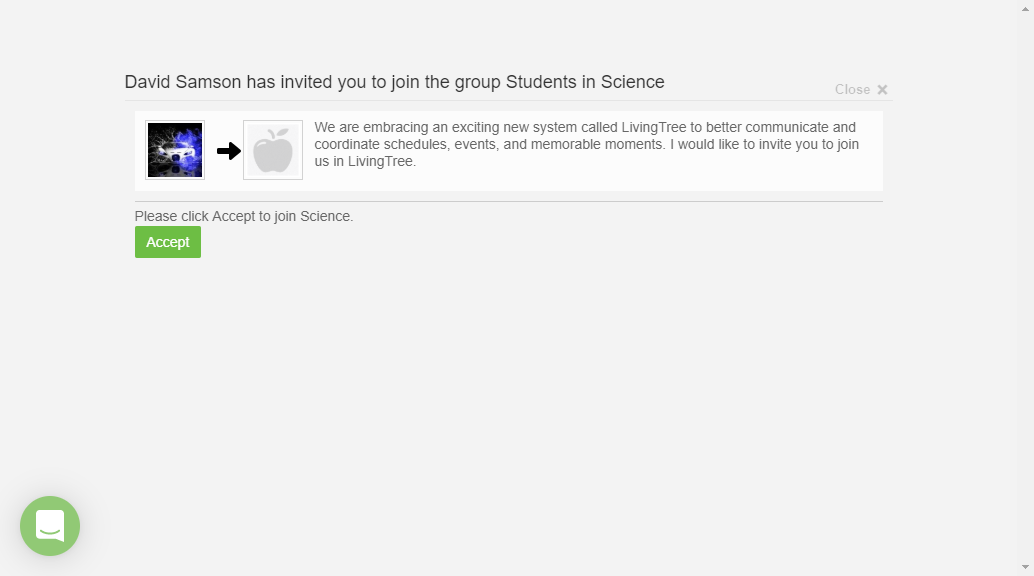 David Samson has invited you to join the group Students in Science
Close ×
We are embracing an exciting new system called LivingTree to better communicate and
coordinate schedules, events, and memorable moments. I would like to invite you to join
us in LivingTree.
Please click Accept to join Science.
Accept